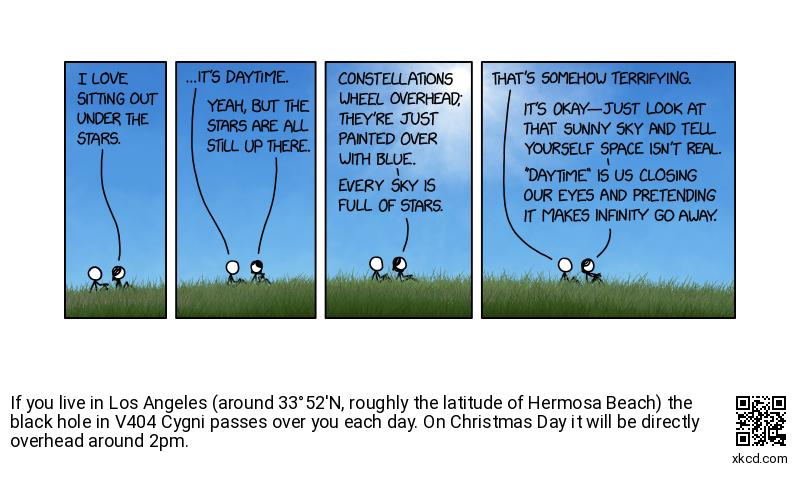 I LOVE
SITTING OUT
UNDER THE
STARS.
...IT'S DAYTIME.
YEAH, BUT THE
STARS ARE ALL
STILL UP THERE.
CONSTELLATIONS
WHEEL OVERHEAD;
THEY'RE JUST
PAINTED OVER
WITH BLUE.
EVERY SKY IS
FULL OF STARS.
THAT'S SOMEHOW TERRIFYING.
IT'S OKAY—JUST LOOK AT
THAT SUNNY SKY AND TELL
YOURSELF SPACE ISN'T REAL.
"DAYTIME" IS US CLOSING
OUR EYES AND PRETENDING
IT MAKES INFINITY GO AWAY.
If you live in Los Angeles (around 33°52'N, roughly the latitude of Hermosa Beach) the
black hole in V404 Cygni passes over you each day. On Christmas Day it will be directly
overhead around 2pm.
xkcd.com